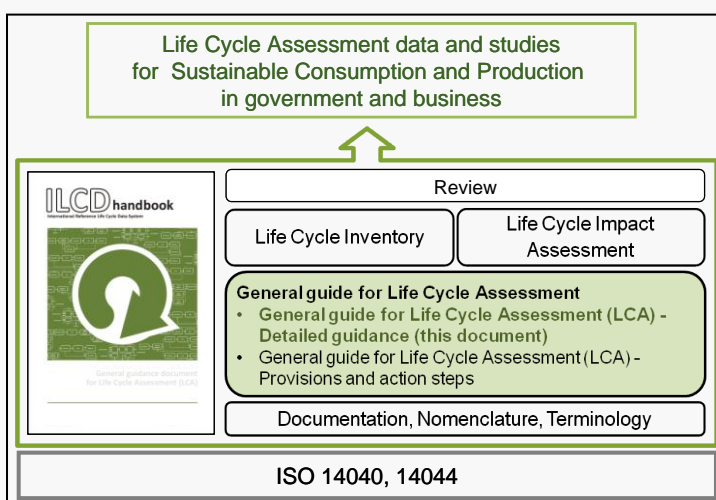 Life Cycle Assessment data and studies
for Sustainable Consumption and Production
in government and business
ILCD handbook
International Reference Life Cycle Data System
General guidance document
for Life Cycle Assessment (LCA)
Review
Life Cycle Inventory
Life Cycle Impact
Assessment
General guide for Life Cycle Assessment
• General guide for Life Cycle Assessment (LCA) -
Detailed guidance (this document)
• General guide for Life Cycle Assessment (LCA) -
Provisions and action steps
Documentation, Nomenclature, Terminology
ISO 14040, 14044